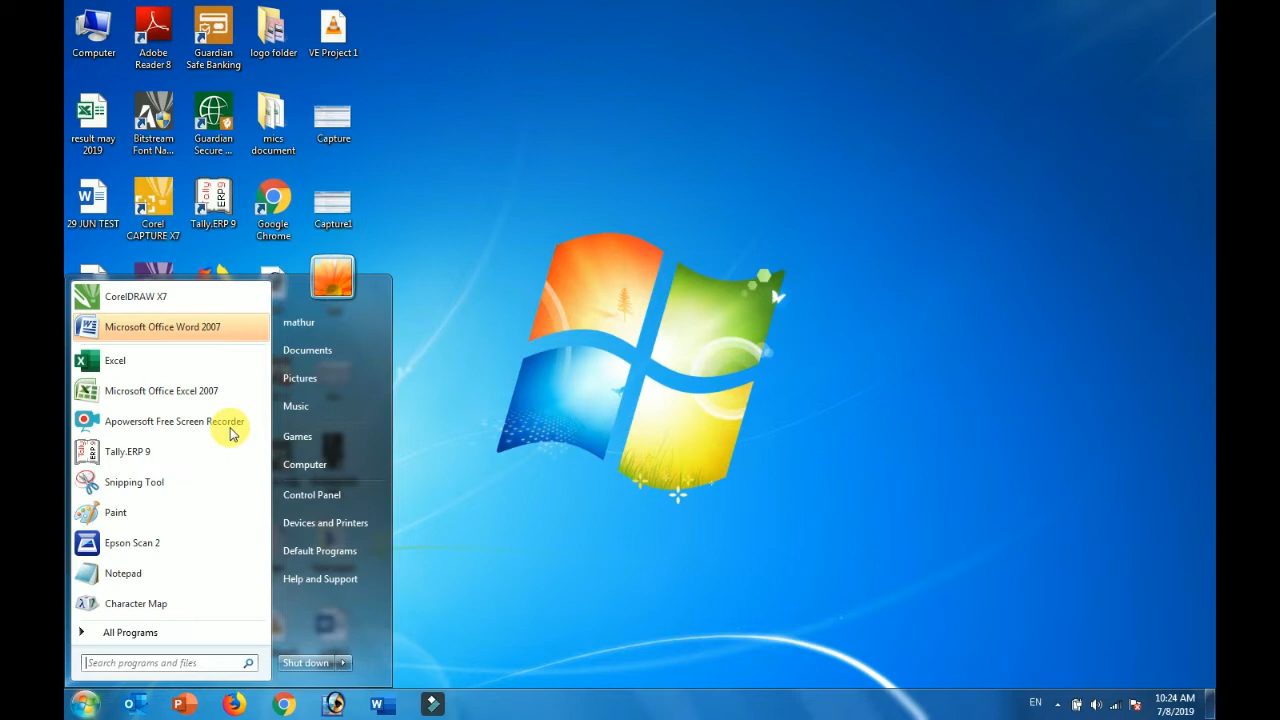 Computer
Adobe
Reader 8
Guardian
Safe Banking
logo folder
VE Project 1
result may
2019
Bitstream
Font Na...
Guardian
Secure ...
mics
document
Capture
29 JUN TEST
Corel
CAPTURE X7
Tally.ERP 9
Google
Chrome
Capture1
CorelDRAW X7
Microsoft Office Word 2007
Excel
Microsoft Office Excel 2007
Apowersoft Free Screen Recorder
Tally.ERP 9
Snipping Tool
Paint
Epson Scan 2
Notepad
Character Map
All Programs
Search programs and files
mathur
Documents
Pictures
Music
Games
Computer
Control Panel
Devices and Printers
Default Programs
Help and Support
Shut down
EN
10:24 AM
7/8/2019